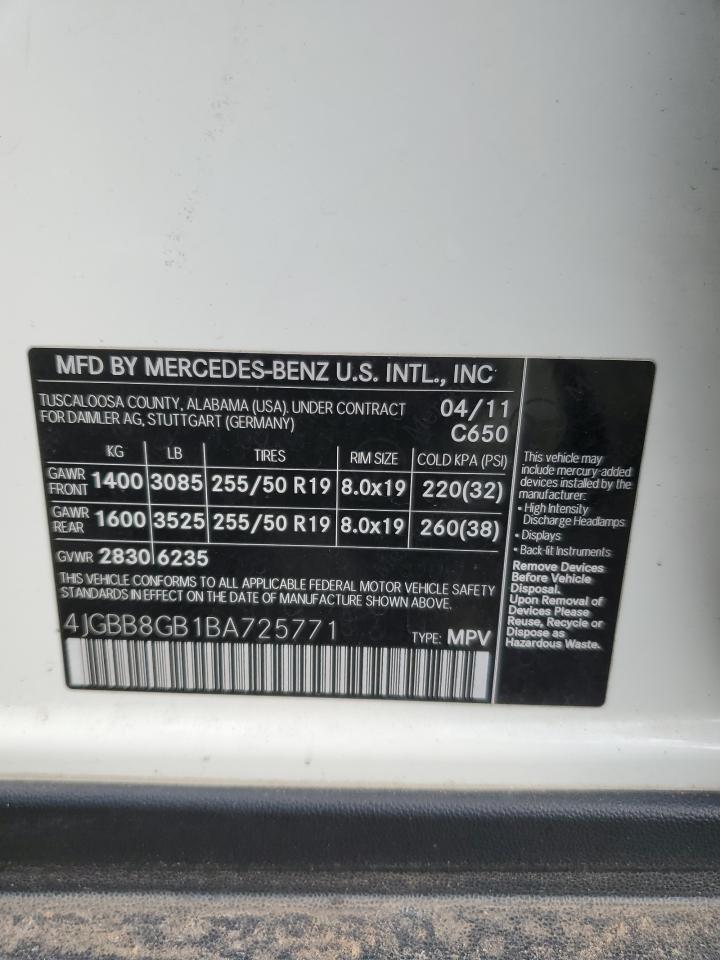 MFD BY MERCEDES-BENZ U.S. INTL., INC
TUSCALOOSA COUNTY, ALABAMA (USA). UNDER CONTRACT
FOR DAIMLER AG, STUTTGART (GERMANY)
04/11
C650
KG LB TIRES RIM SIZE COLD KPA (PSI)
GAWR FRONT 1400 3085 255/50 R19 8.0x19 220(32)
GAWR REAR 1600 3525 255/50 R19 8.0x19 260(38)
GVWR 2830 6235
THIS VEHICLE CONFORMS TO ALL APPLICABLE FEDERAL MOTOR VEHICLE SAFETY
STANDARDS IN EFFECT ON THE DATE OF MANUFACTURE SHOWN ABOVE.
4JGBB8GB1BA725771 TYPE: MPV
This vehicle may
include mercury-added
devices installed by the
manufacturer:
• High Intensity
Discharge Headlamps
• Displays
• Back-lit Instruments
Remove Devices
Before Vehicle
Disposal.
Upon Removal of
Devices Please
Reuse, Recycle or
Dispose as
Hazardous Waste.